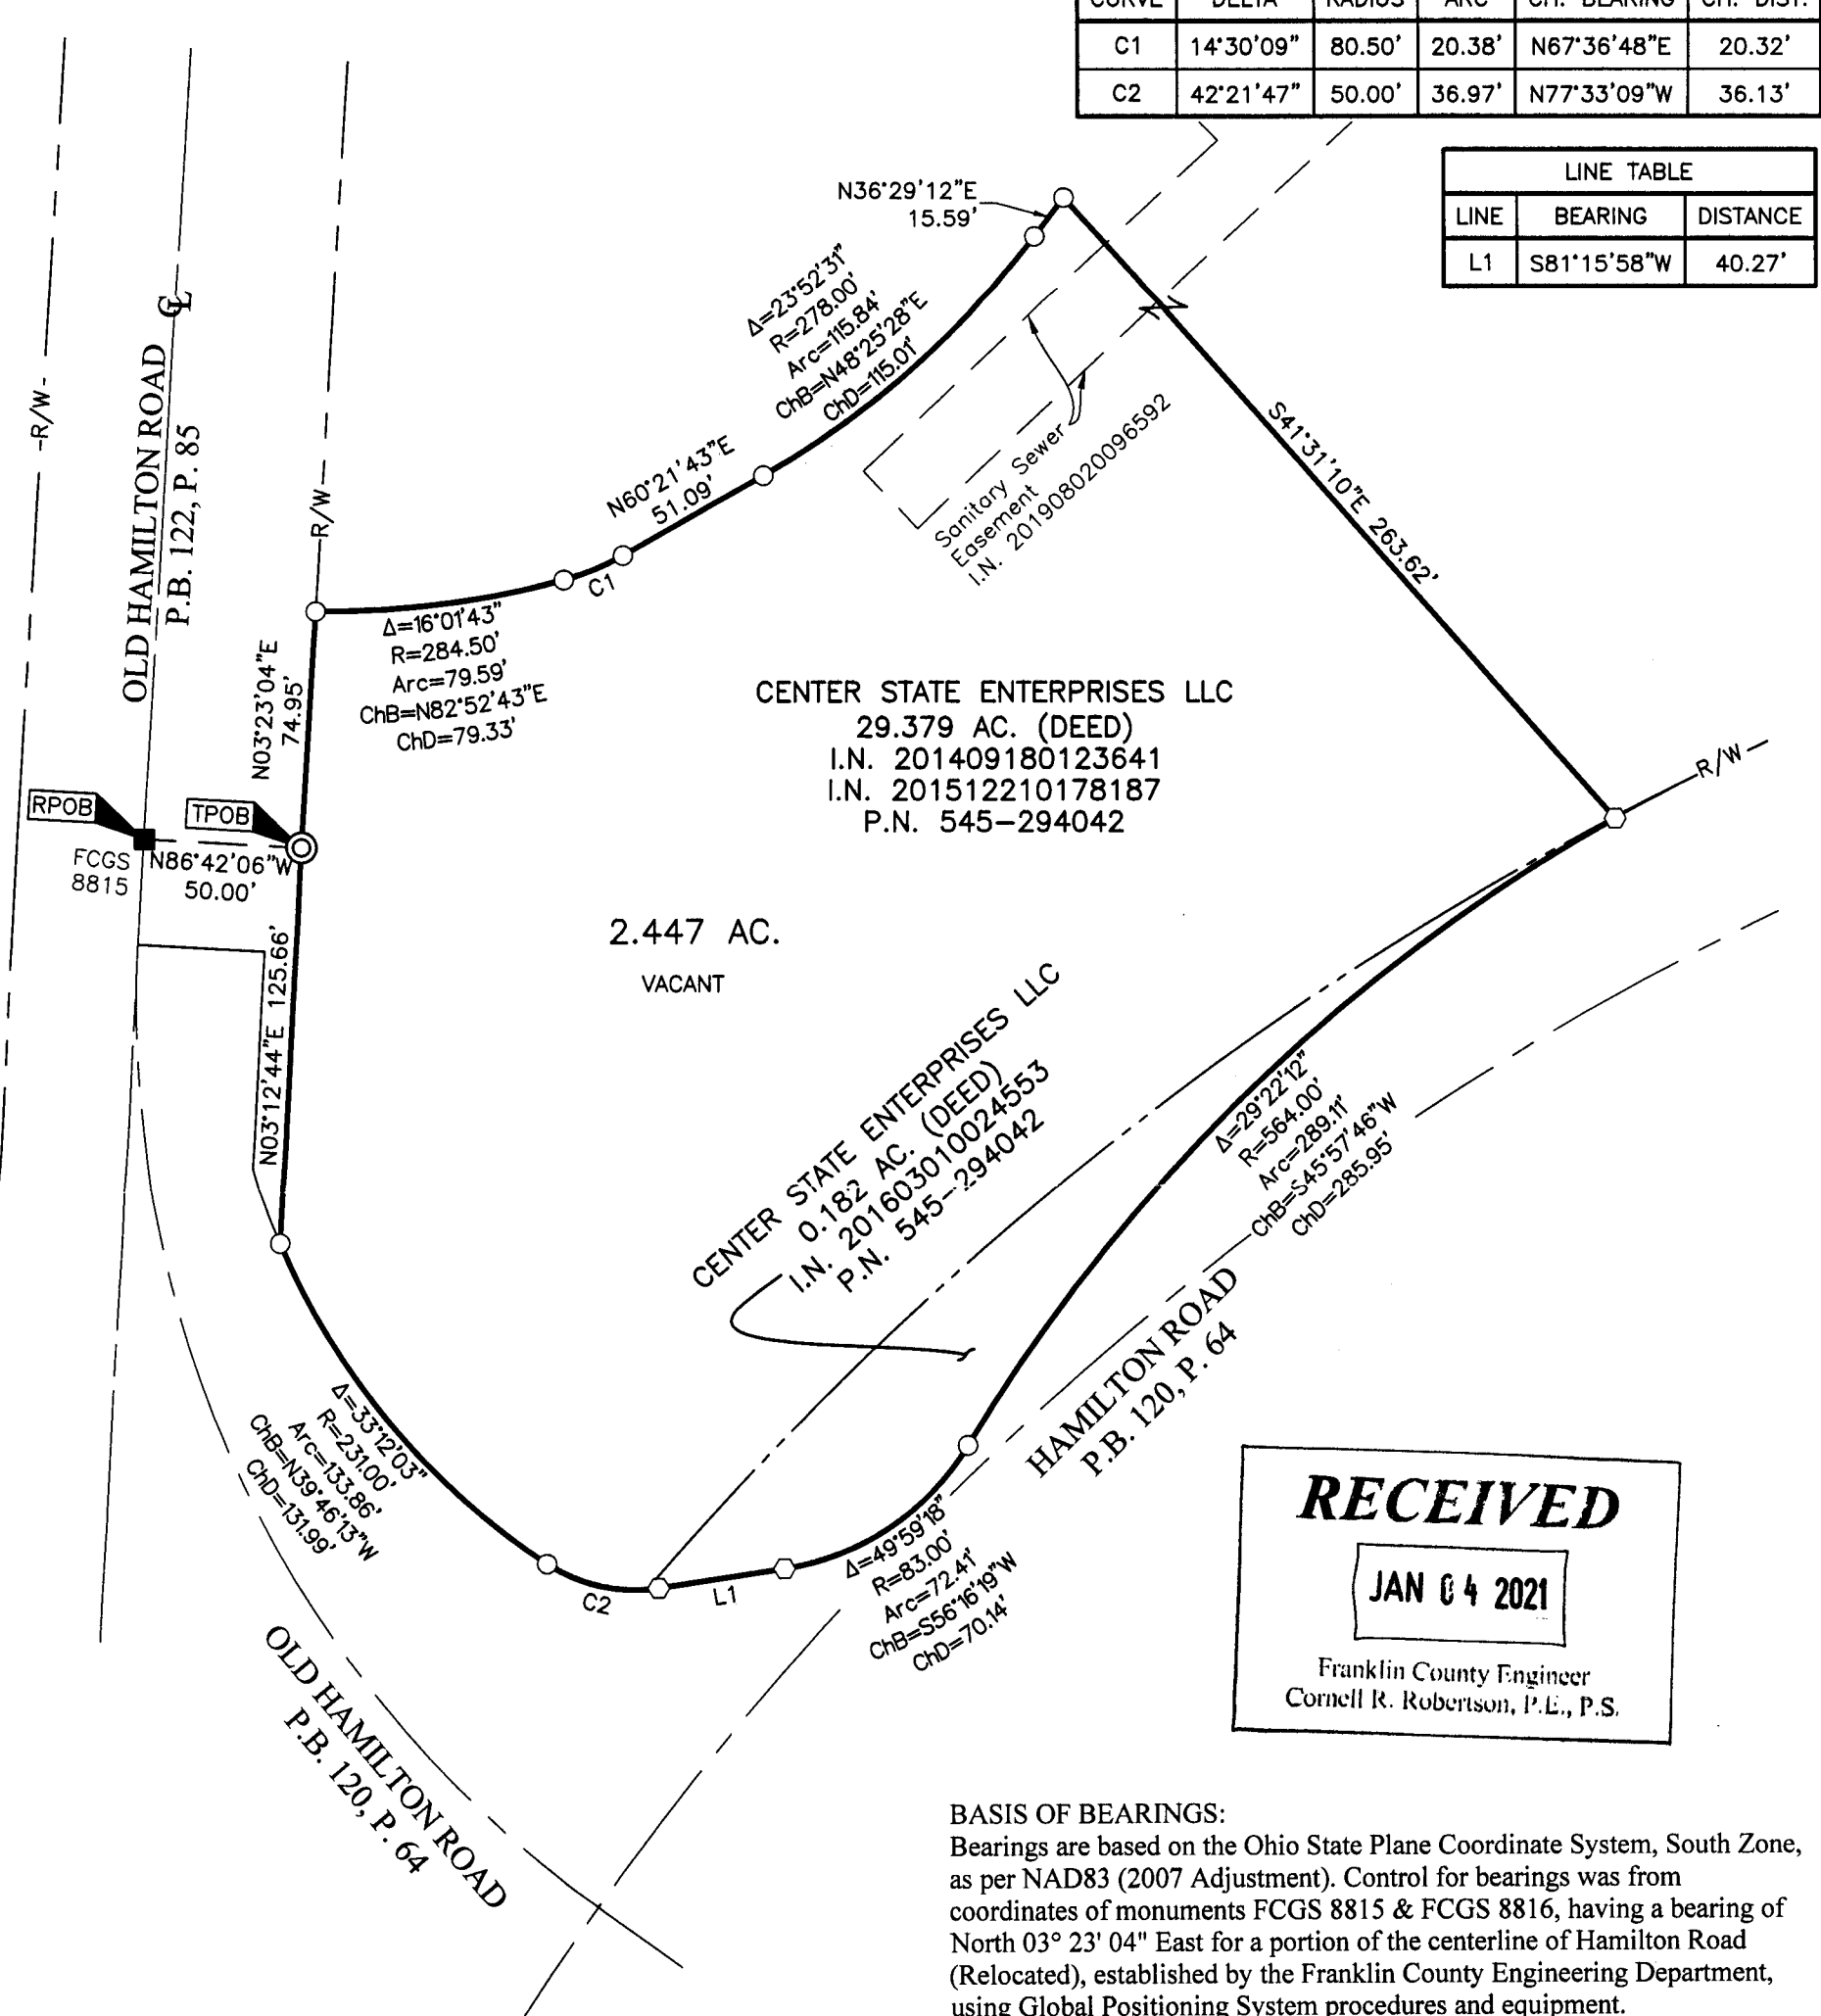 CURVE DELTA RADIUS ARC CH. BEARING CH. DIST.
C1 14°30'09" 80.50' 20.38' N67°36'48"E 20.32'
C2 42°21'47" 50.00' 36.97' N77°33'09"W 36.13'
LINE TABLE
LINE BEARING DISTANCE
L1 S81°15'58"W 40.27'
N36°29'12"E
15.59'
Δ=23°52'31"
R=278.00'
Arc=115.84'
ChB=N48°25'28"E
ChD=115.01'
N60°21'43"E
51.09'
C1
Δ=16°01'43"
R=284.50'
Arc=79.59'
ChB=N82°52'43"E
ChD=79.33'
Sanitary Sewer
Easement
I.N. 201908020096592
S41°31'10"E 263.62'
R/W
R/W
R/W
CL
OLD HAMILTON ROAD
P.B. 122, P. 85
N03°23'04"E
74.95'
RPOB
TPOB
FCGS
8815
N86°42'06"W
50.00'
N03°12'44"E 125.66'
CENTER STATE ENTERPRISES LLC
29.379 AC. (DEED)
I.N. 201409180123641
I.N. 201512210178187
P.N. 545-294042
2.447 AC.
VACANT
CENTER STATE ENTERPRISES LLC
0.182 AC. (DEED)
I.N. 201603010024553
P.N. 545-294042
Δ=29°22'12"
R=564.00'
Arc=289.11'
ChB=S45°57'46"W
ChD=285.95'
HAMILTON ROAD
P.B. 120, P. 64
Δ=33°12'03"
R=231.00'
Arc=133.86'
ChB=N39°46'13"W
ChD=131.99'
C2
L1
Δ=49°59'18"
R=83.00'
Arc=72.41'
ChB=S56°16'19"W
ChD=70.14'
OLD HAMILTON ROAD
P.B. 120, P. 64
RECEIVED
JAN 04 2021
Franklin County Engineer
Cornell R. Robertson, P.E., P.S.
BASIS OF BEARINGS:
Bearings are based on the Ohio State Plane Coordinate System, South Zone,
as per NAD83 (2007 Adjustment). Control for bearings was from
coordinates of monuments FCGS 8815 & FCGS 8816, having a bearing of
North 03° 23' 04" East for a portion of the centerline of Hamilton Road
(Relocated), established by the Franklin County Engineering Department,
using Global Positioning System procedures and equipment.